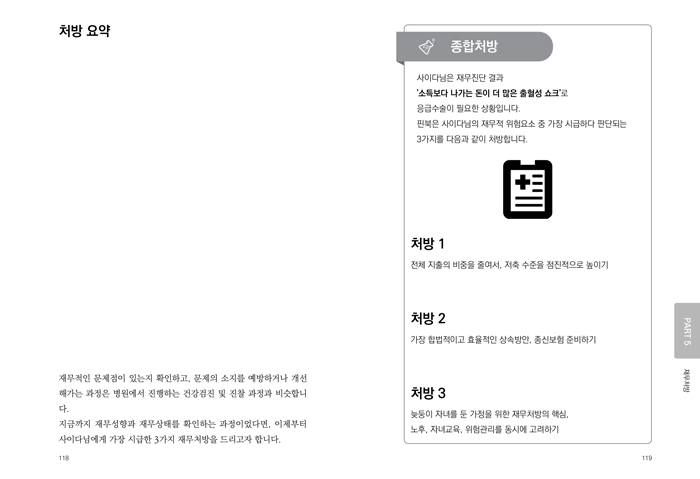 처방 요약
재무적인 문제점이 있는지 확인하고, 문제의 소지를 예방하거나 개선
해가는 과정은 병원에서 진행하는 건강검진 및 진찰 과정과 비슷합니
다.
지금까지 재무성향과 재무상태를 확인하는 과정이었다면, 이제부터
사이다님에게 가장 시급한 3가지 재무처방을 드리고자 합니다.
118
종합처방
사이다님은 재무진단 결과
'소득보다 나가는 돈이 더 많은 출혈성 쇼크'로
응급수술이 필요한 상황입니다.
핀북은 사이다님의 재무적 위험요소 중 가장 시급하다 판단되는
3가지를 다음과 같이 처방합니다.
처방 1
전체 지출의 비중을 줄여서, 저축 수준을 점진적으로 높이기
처방 2
가장 합법적이고 효율적인 상속방안, 종신보험 준비하기
처방 3
늦둥이 자녀를 둔 가정을 위한 재무처방의 핵심,
노후, 자녀교육, 위험관리를 동시에 고려하기
PART 5
재무처방
119